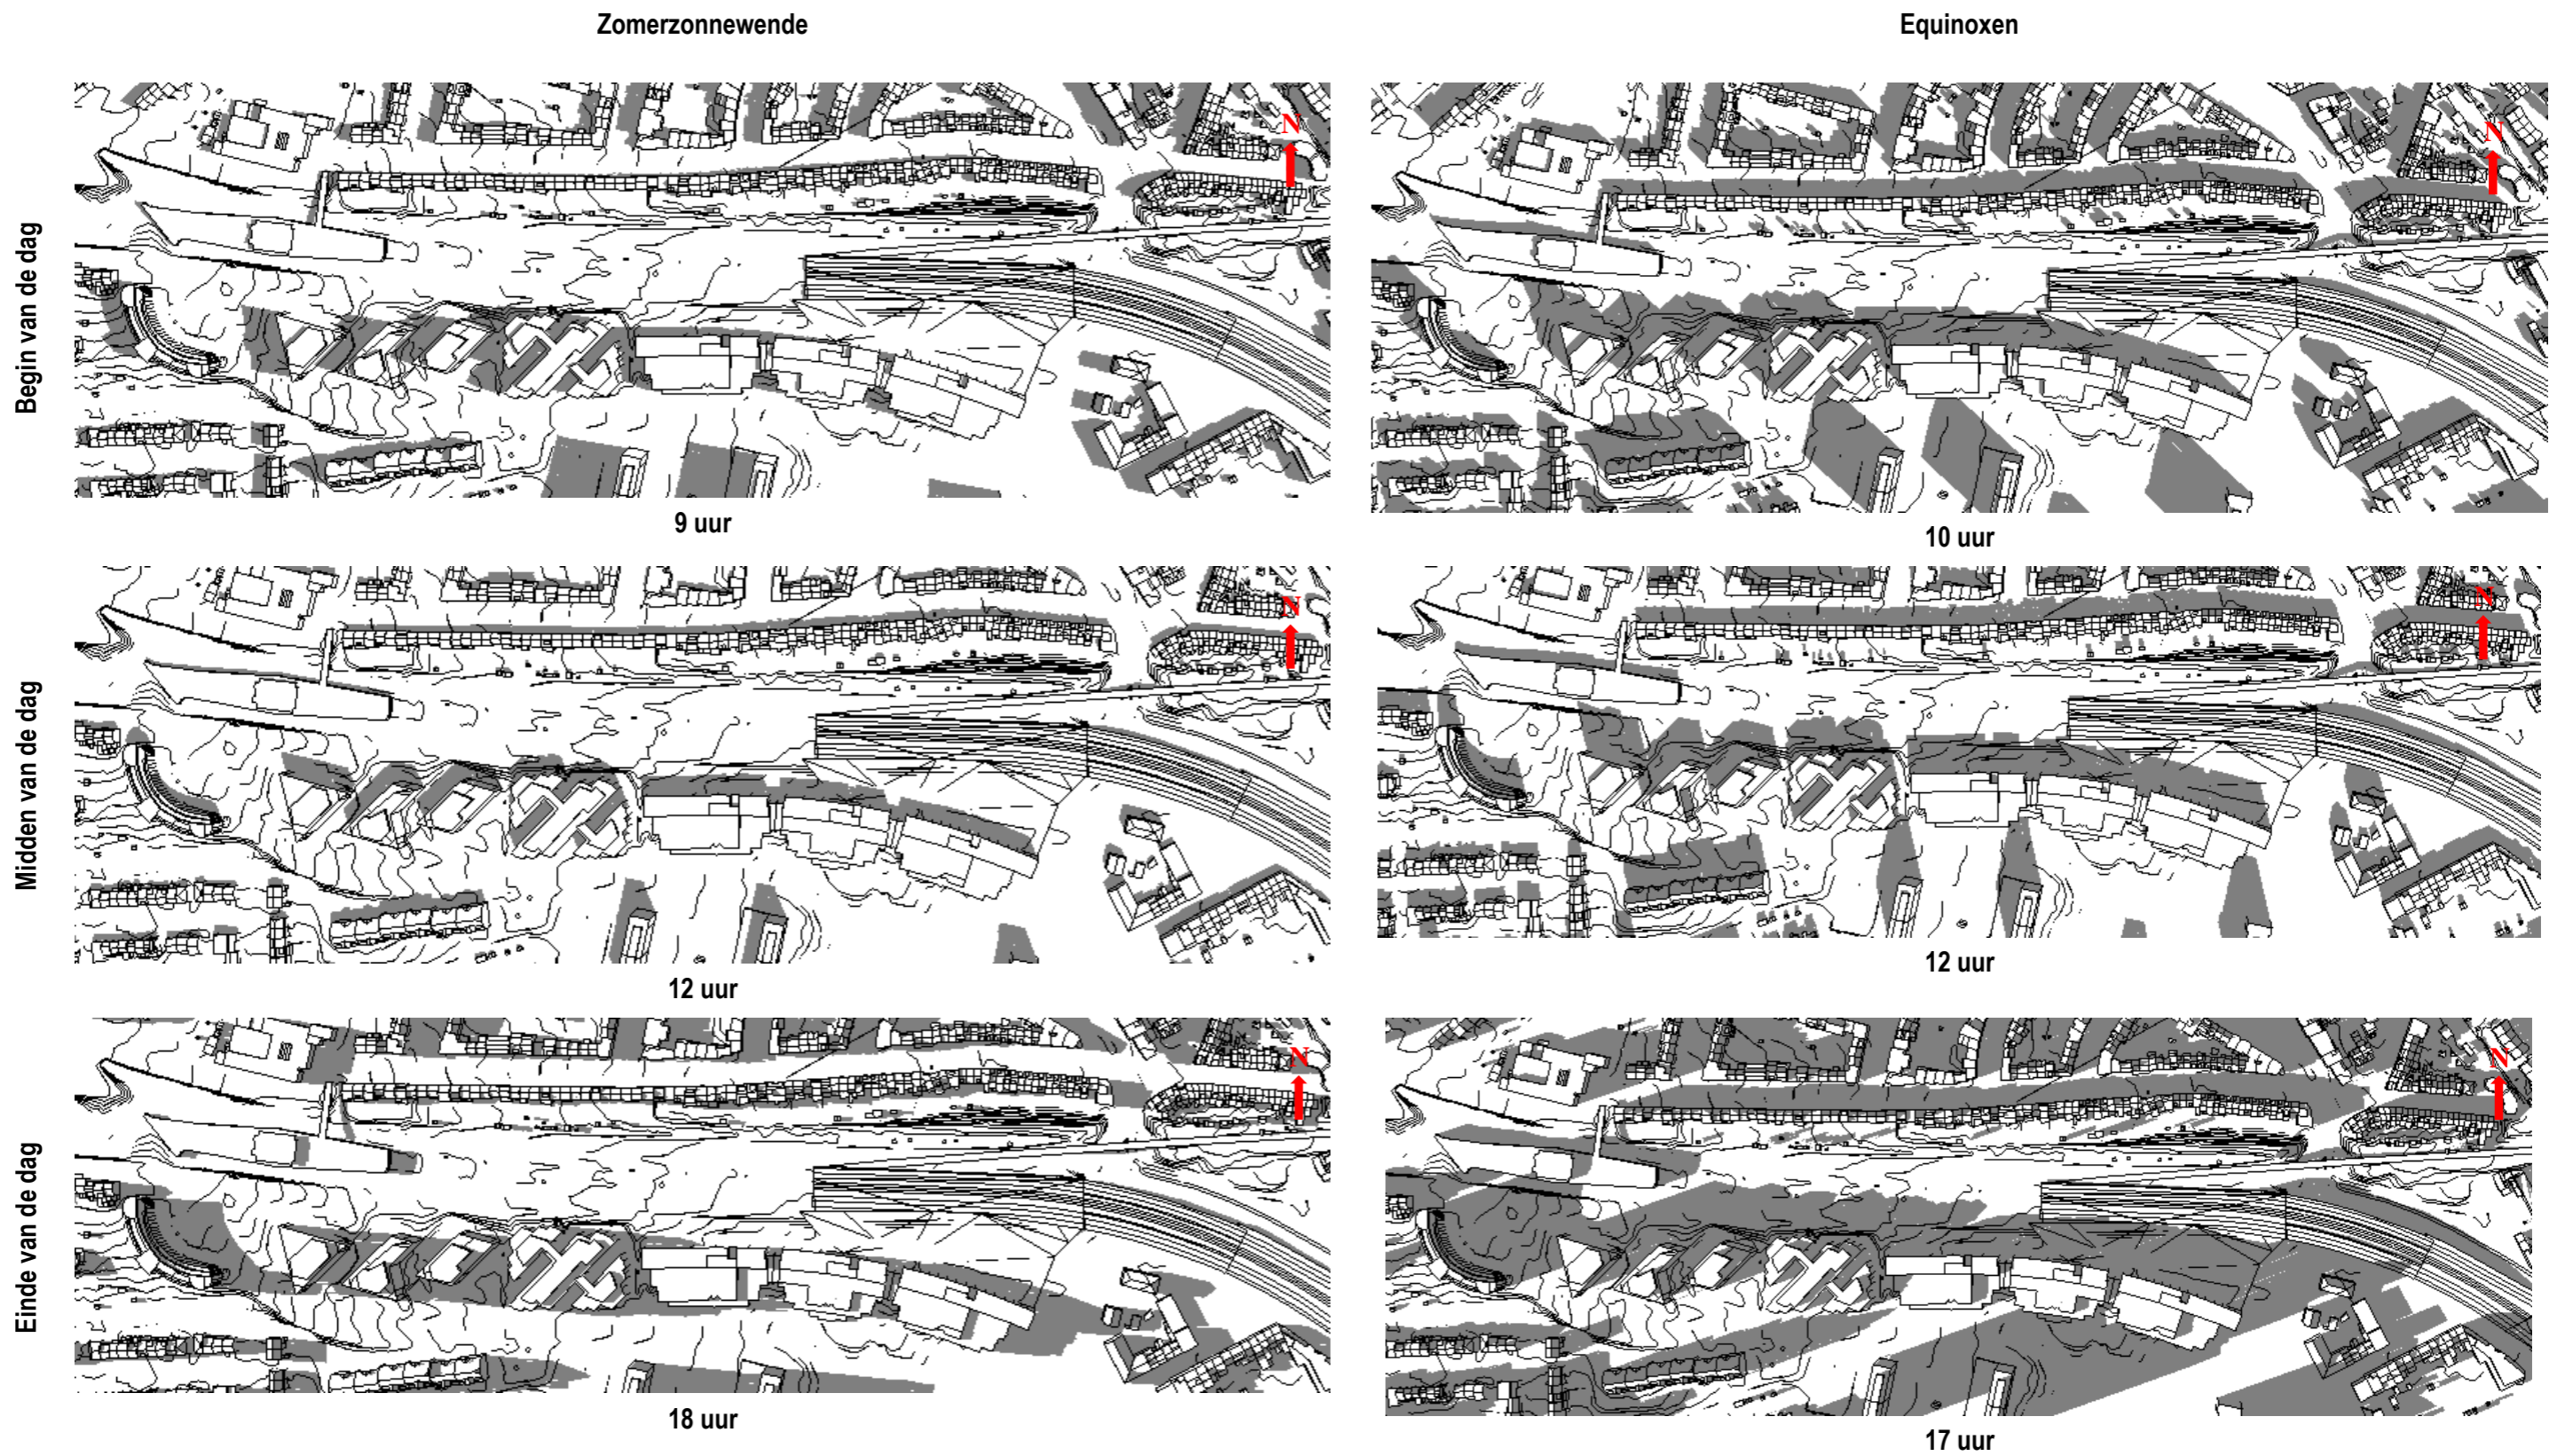 Zomerzonnewende
Equinoxen
Begin van de dag
N
N
9 uur
10 uur
Midden van de dag
N
N
12 uur
12 uur
Einde van de dag
N
N
18 uur
17 uur